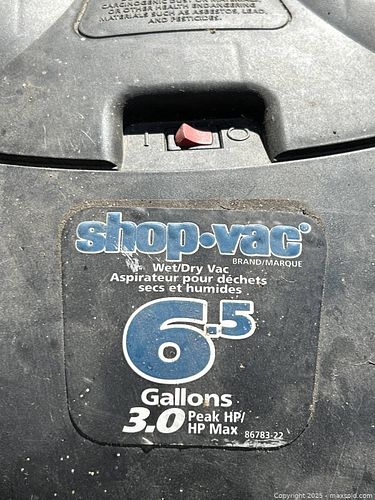 CARCINOGENIC DUST
OR OTHER HEALTH ENDANGERING
MATERIALS SUCH AS ASBESTOS, LEAD,
AND PESTICIDES.
I O
shop•vac®
BRAND/MARQUE
Wet/Dry Vac
Aspirateur pour déchets
secs et humides
6.5
Gallons
3.0 Peak HP/
HP Max 86783-22
Copyright 2025 - maxsold.com